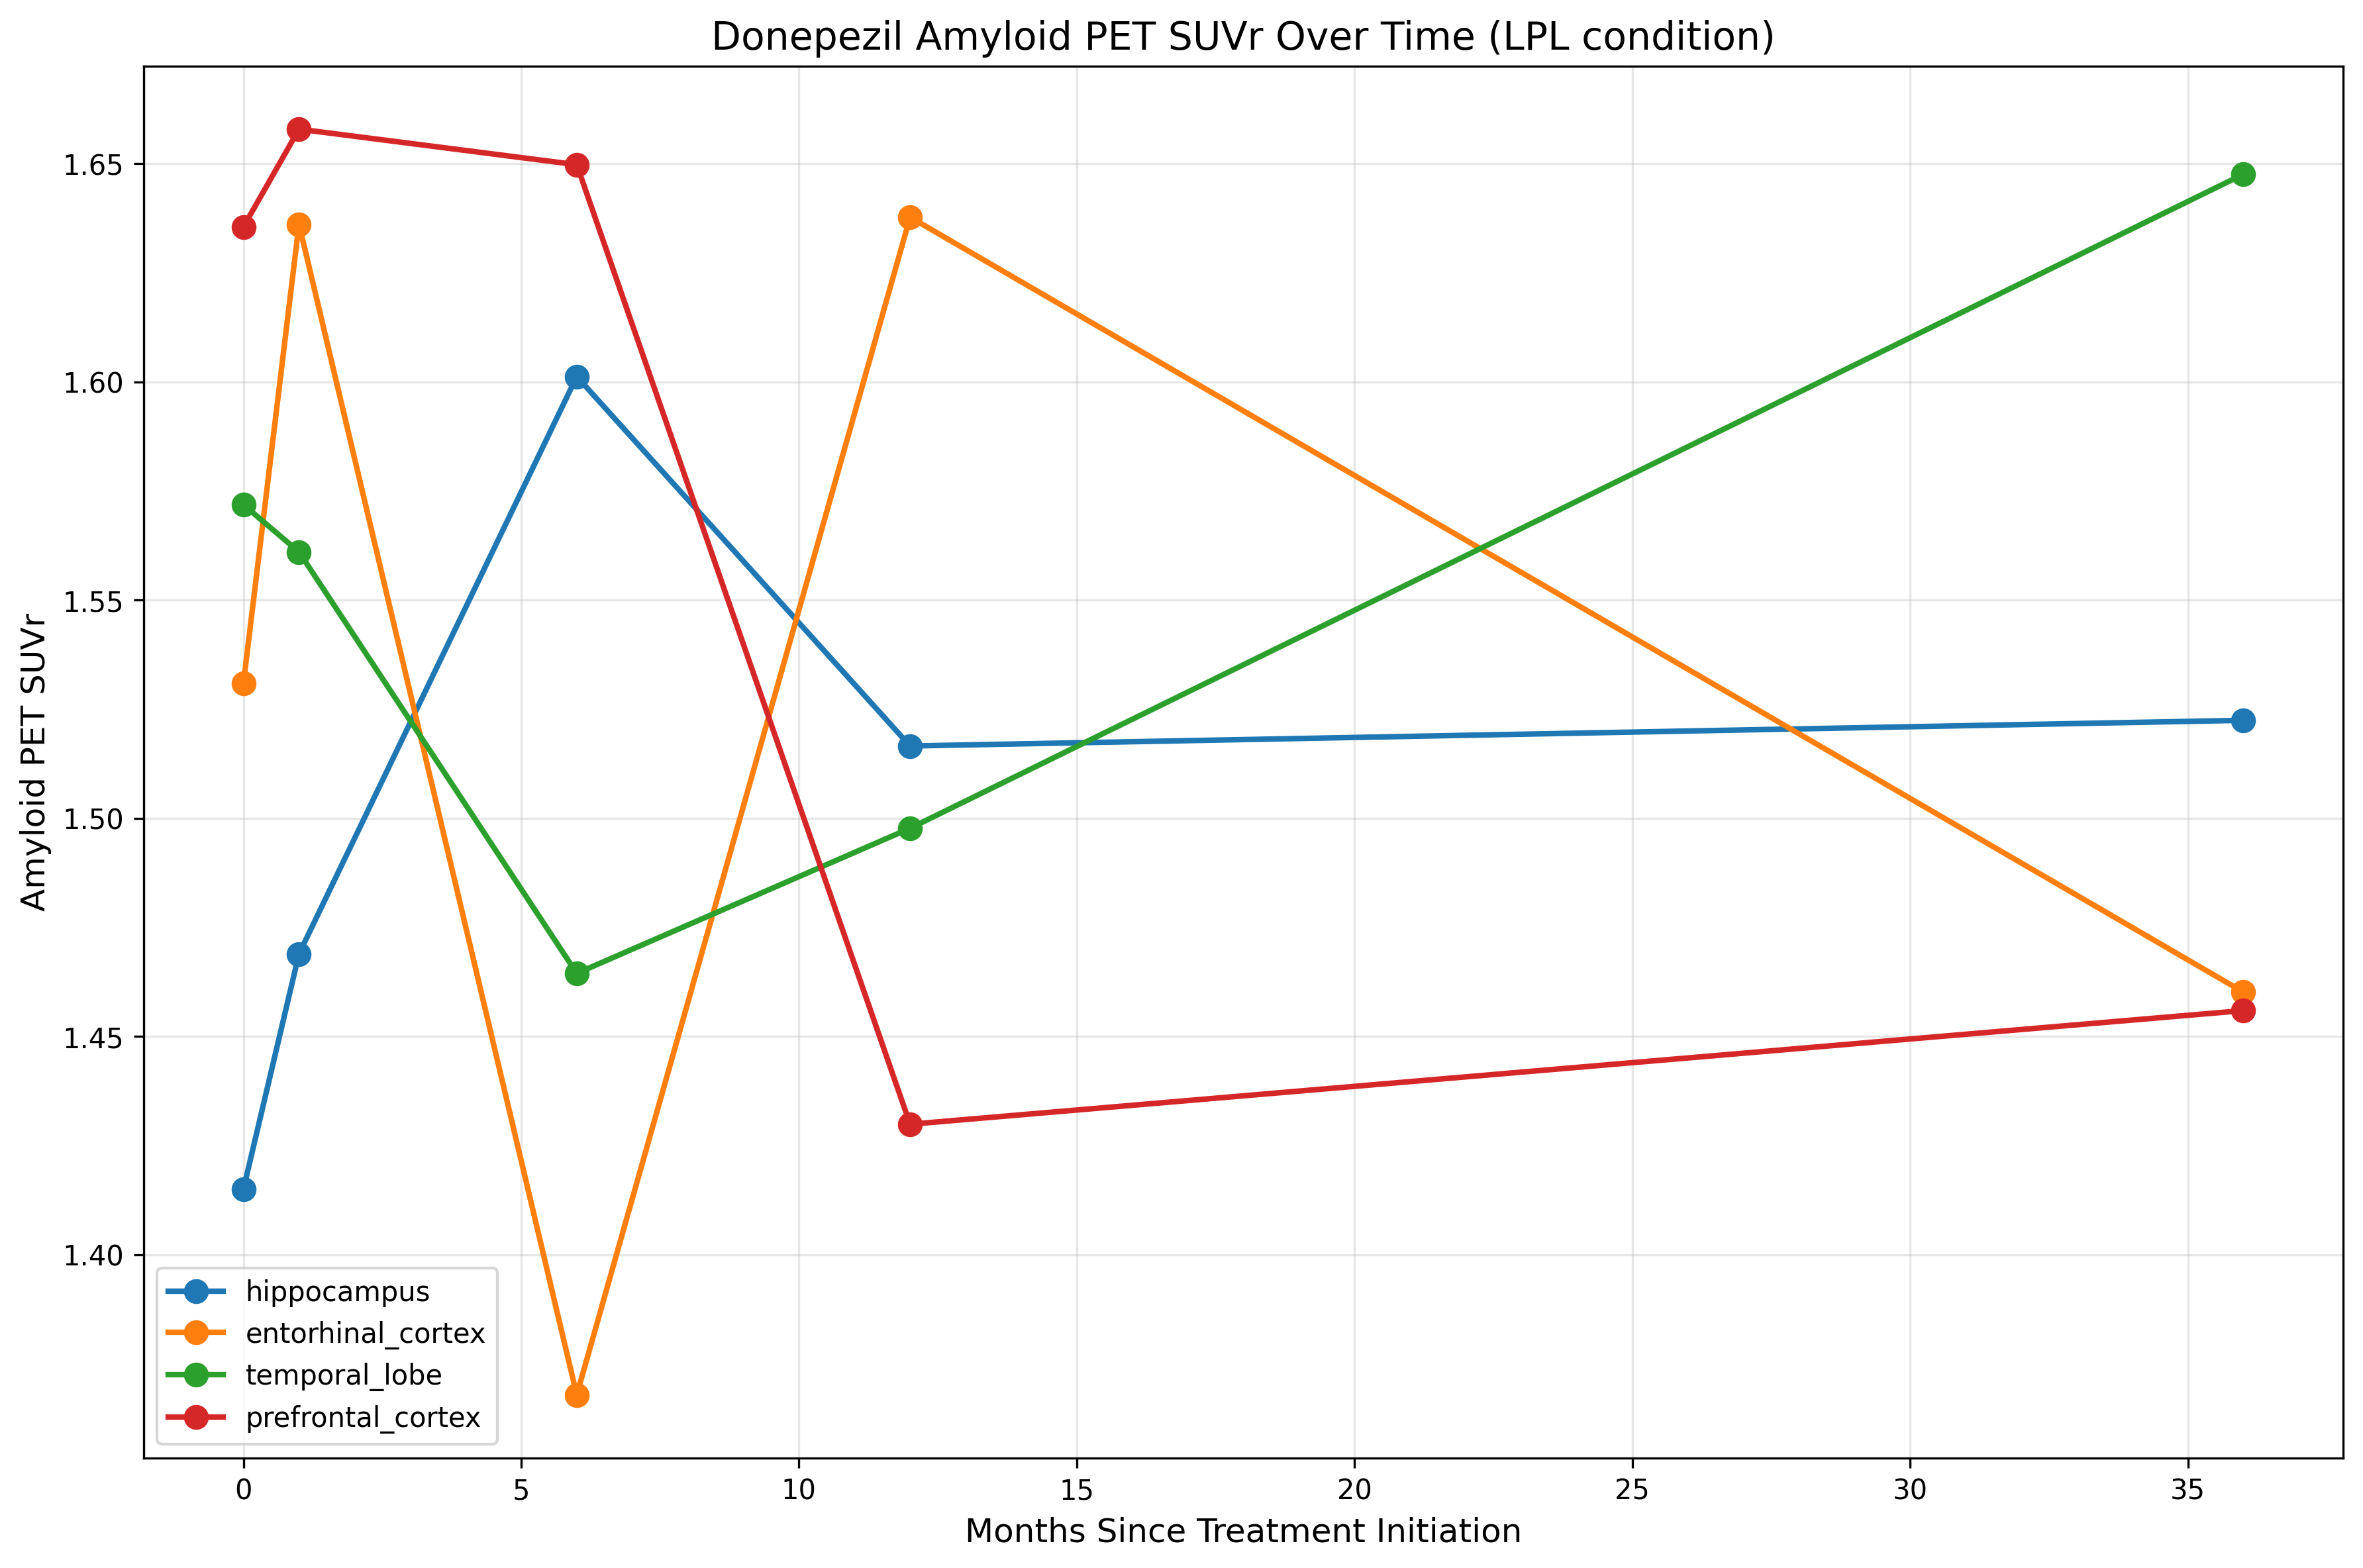 Donepezil Amyloid PET SUVr Over Time (LPL condition)
Amyloid PET SUVr
1.65
1.60
1.55
1.50
1.45
1.40
hippocampus
entorhinal_cortex
temporal_lobe
prefrontal_cortex
0 5 10 15 20 25 30 35
Months Since Treatment Initiation